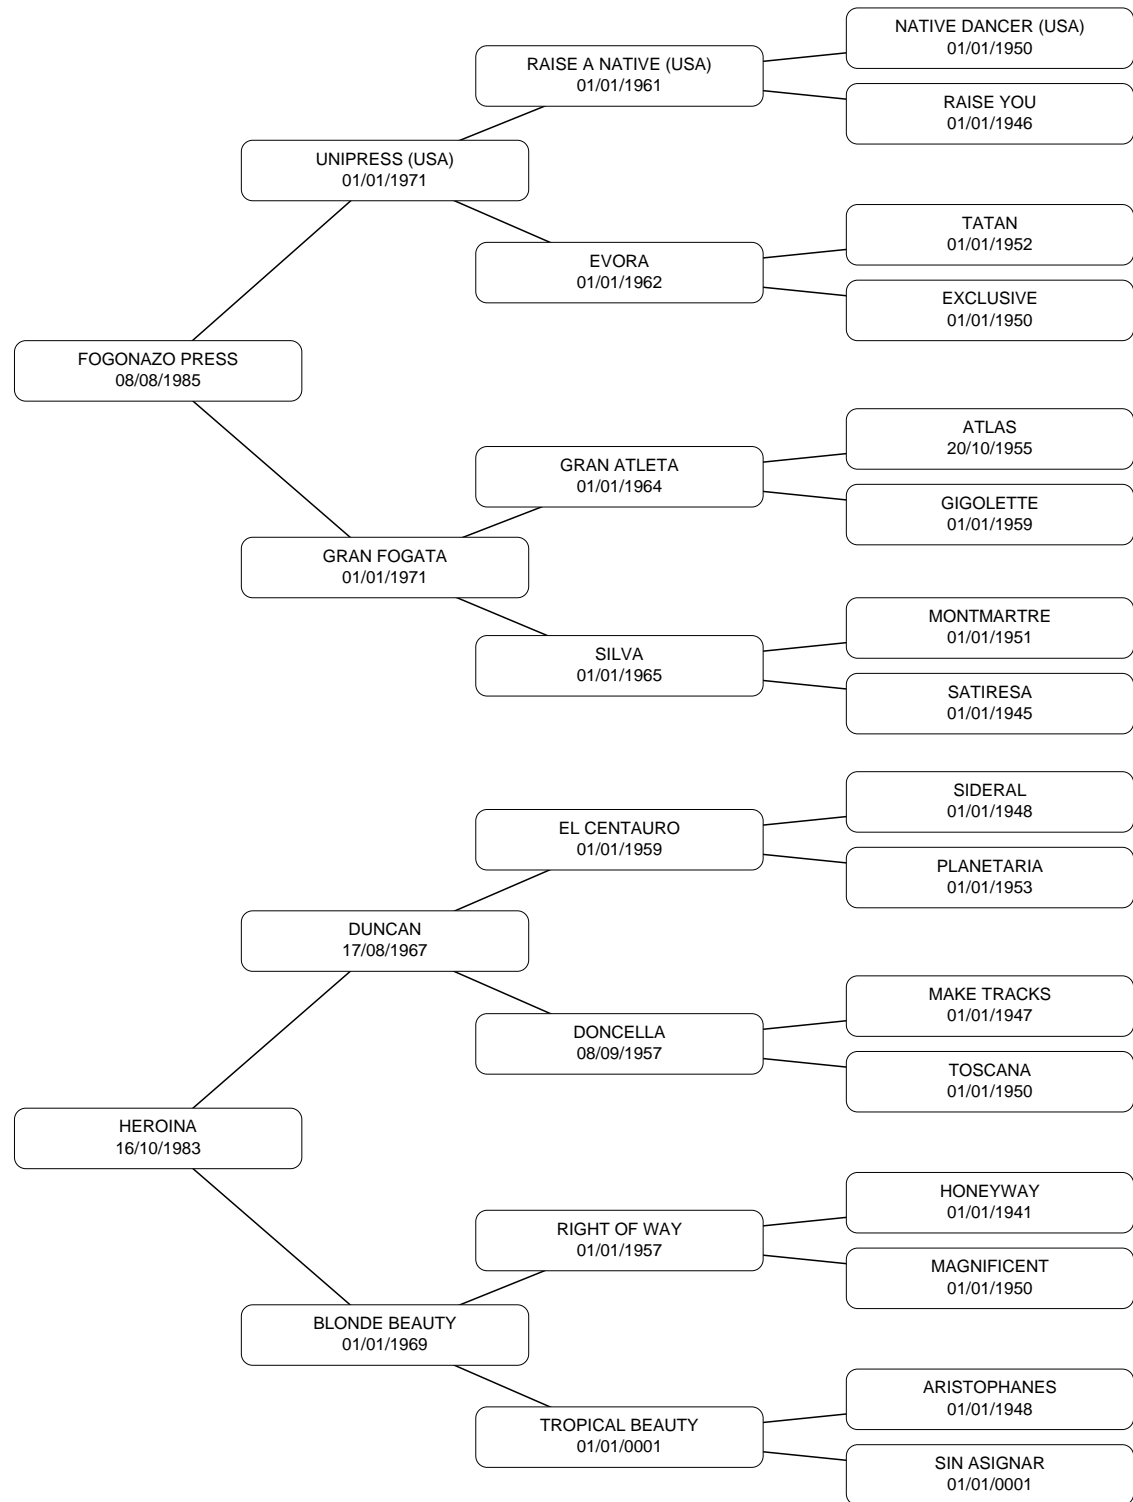 NATIVE DANCER (USA)
01/01/1950
RAISE A NATIVE (USA)
01/01/1961
RAISE YOU
01/01/1946
UNIPRESS (USA)
01/01/1971
TATAN
01/01/1952
EVORA
01/01/1962
EXCLUSIVE
01/01/1950
FOGONAZO PRESS
08/08/1985
ATLAS
20/10/1955
GRAN ATLETA
01/01/1964
GIGOLETTE
01/01/1959
GRAN FOGATA
01/01/1971
MONTMARTRE
01/01/1951
SILVA
01/01/1965
SATIRESA
01/01/1945
SIDERAL
01/01/1948
EL CENTAURO
01/01/1959
PLANETARIA
01/01/1953
DUNCAN
17/08/1967
MAKE TRACKS
01/01/1947
DONCELLA
08/09/1957
TOSCANA
01/01/1950
HEROINA
16/10/1983
HONEYWAY
01/01/1941
RIGHT OF WAY
01/01/1957
MAGNIFICENT
01/01/1950
BLONDE BEAUTY
01/01/1969
ARISTOPHANES
01/01/1948
TROPICAL BEAUTY
01/01/0001
SIN ASIGNAR
01/01/0001